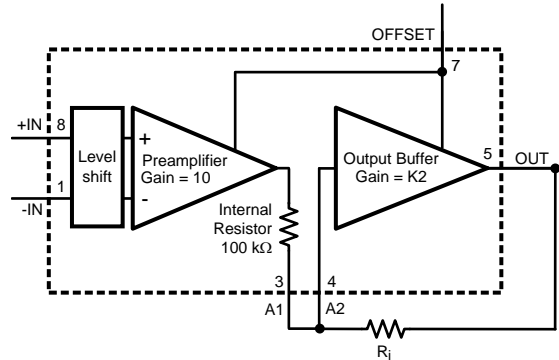 OFFSET
7
+IN
8
Level
shift
+
-
Preamplifier
Gain = 10
Output Buffer
Gain = K2
5
OUT
1
-IN
Internal
Resistor
100 kΩ
3
4
A1
A2
Ri